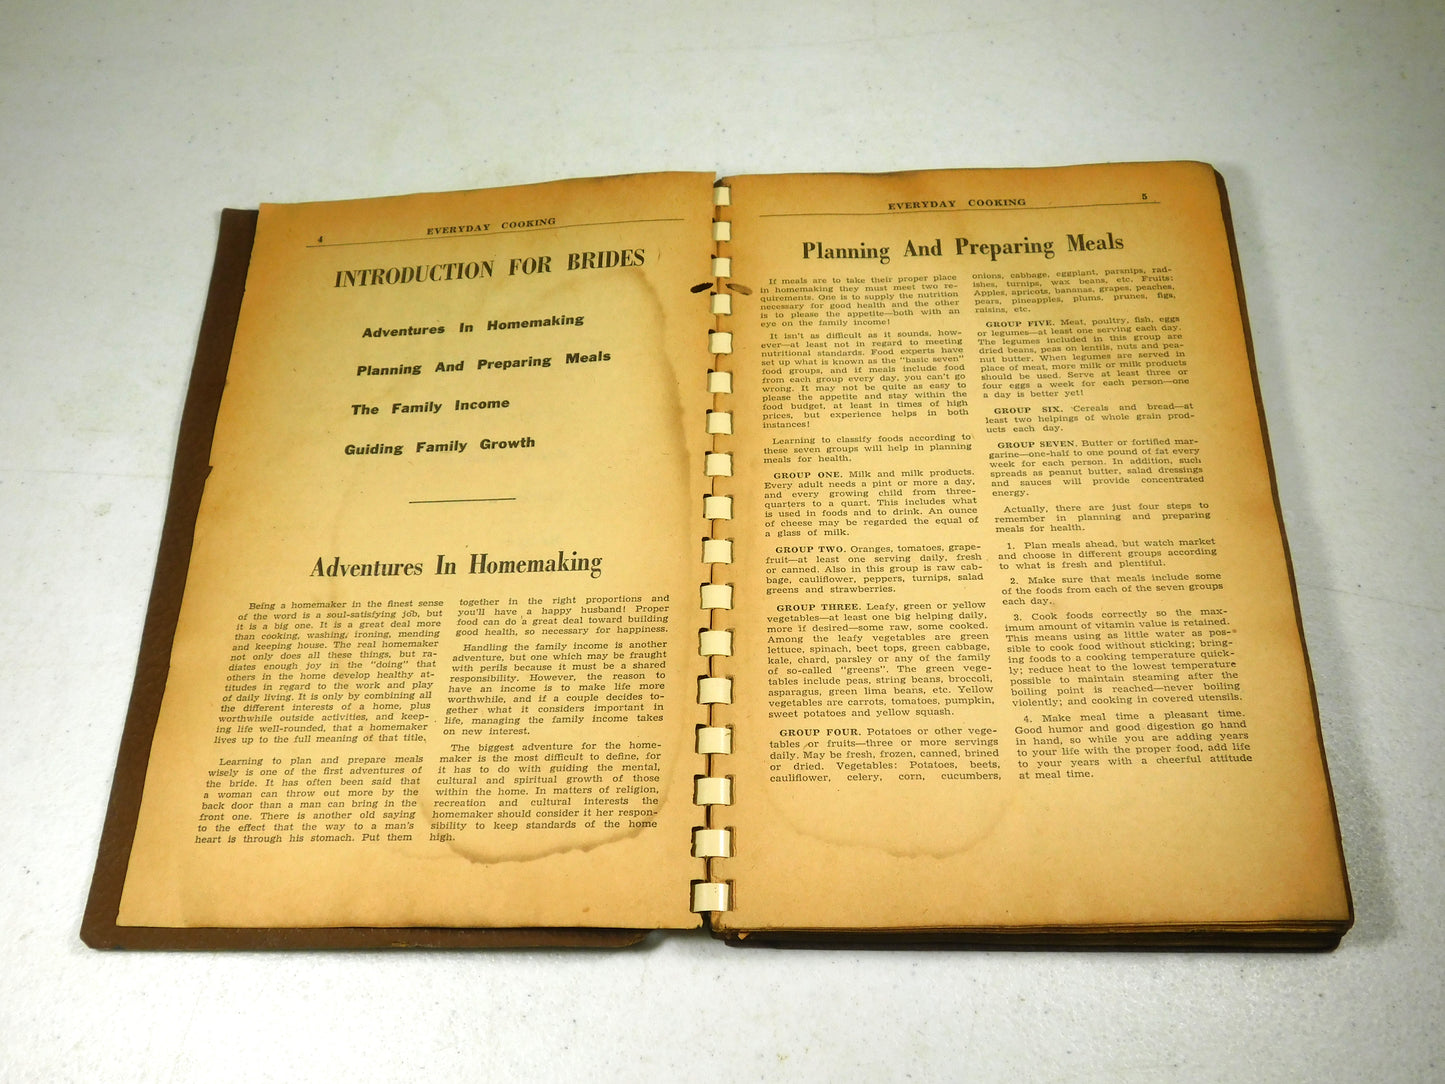 4
EVERYDAY COOKING
INTRODUCTION FOR BRIDES
Adventures In Homemaking
Planning And Preparing Meals
The Family Income
Guiding Family Growth
Adventures In Homemaking
Being a homemaker in the finest sense
of the word is a soul-satisfying job, but
it is a big one. It is a great deal more
than cooking, washing, ironing, mending
and keeping house. The real homemaker
not only does all these things, but ra-
diates enough joy in the "doing" that
others in the home develop healthy at-
titudes in regard to the work and play
of daily living. It is only by combining all
the different interests of a home, plus
worthwhile outside activities, and keep-
ing life well-rounded, that a homemaker
lives up to the full meaning of that title.
Learning to plan and prepare meals
wisely is one of the first adventures of
the bride. It has often been said that
a woman can throw out more by the
back door than a man can bring in the
front one. There is another old saying
to the effect that the way to a man's
heart is through his stomach. Put them
together in the right proportions and
you'll have a happy husband! Proper
food can do a great deal toward building
good health, so necessary for happiness.
Handling the family income is another
adventure, but one which may be fraught
with perils because it must be a shared
responsibility. However, the reason to
have an income is to make life more
worthwhile, and if a couple decides to-
gether what it considers important in
life, managing the family income takes
on new interest.
The biggest adventure for the home-
maker is the most difficult to define, for
it has to do with guiding the mental,
cultural and spiritual growth of those
within the home. In matters of religion,
recreation and cultural interests the
homemaker should consider it her respon-
sibility to keep standards of the home
high.
EVERYDAY COOKING
5
Planning And Preparing Meals
If meals are to take their proper place
in homemaking they must meet two re-
quirements. One is to supply the nutrition
necessary for good health and the other
is to please the appetite—both with an
eye on the family income!
It isn't as difficult as it sounds, how-
ever—at least not in regard to meeting
nutritional standards. Food experts have
set up what is known as the "basic seven"
food groups, and if meals include food
from each group every day, you can't go
wrong. It may not be quite as easy to
please the appetite and stay within the
food budget, at least in times of high
prices, but experience helps in both
instances!
Learning to classify foods according to
these seven groups will help in planning
meals for health.
GROUP ONE. Milk and milk products.
Every adult needs a pint or more a day,
and every growing child from three-
quarters to a quart. This includes what
is used in foods and to drink. An ounce
of cheese may be regarded the equal of
a glass of milk.
GROUP TWO. Oranges, tomatoes, grape-
fruit—at least one serving daily, fresh
or canned. Also in this group is raw cab-
bage, cauliflower, peppers, turnips, salad
greens and strawberries.
GROUP THREE. Leafy, green or yellow
vegetables—at least one big helping daily,
more if desired—some raw, some cooked.
Among the leafy vegetables are green
lettuce, spinach, beet tops, green cabbage,
kale, chard, parsley or any of the family
of so-called "greens". The green vege-
tables include peas, string beans, broccoli,
asparagus, green lima beans, etc. Yellow
vegetables are carrots, tomatoes, pumpkin,
sweet potatoes and yellow squash.
GROUP FOUR. Potatoes or other vege-
tables or fruits—three or more servings
daily. May be fresh, frozen, canned, brined
or dried. Vegetables: Potatoes, beets,
cauliflower, celery, corn, cucumbers,
onions, cabbage, eggplant, parsnips, rad-
ishes, turnips, wax beans, etc. Fruits:
Apples, apricots, bananas, grapes, peaches,
pears, pineapples, plums, prunes, figs,
raisins, etc.
GROUP FIVE. Meat, poultry, fish, eggs
or legumes—at least one serving each day.
The legumes included in this group are
dried beans, peas on lentils, nuts and pea-
nut butter. When legumes are served in
place of meat, more milk or milk products
should be used. Serve at least three or
four eggs a week for each person—one
a day is better yet!
GROUP SIX. Cereals and bread—at
least two helpings of whole grain prod-
ucts each day.
GROUP SEVEN. Butter or fortified mar-
garine—one-half to one pound of fat every
week for each person. In addition, such
spreads as peanut butter, salad dressings
and sauces will provide concentrated
energy.
Actually, there are just four steps to
remember in planning and preparing
meals for health.
1. Plan meals ahead, but watch market
and choose in different groups according
to what is fresh and plentiful.
2. Make sure that meals include some
of the foods from each of the seven groups
each day.
3. Cook foods correctly so the max-
imum amount of vitamin value is retained.
This means using as little water as pos-
sible to cook food without sticking; bring-
ing foods to a cooking temperature quick-
ly; reduce heat to the lowest temperature
possible to maintain steaming after the
boiling point is reached—never boiling
violently; and cooking in covered utensils.
4. Make meal time a pleasant time.
Good humor and good digestion go hand
in hand, so while you are adding years
to your life with the proper food, add life
to your years with a cheerful attitude
at meal time.